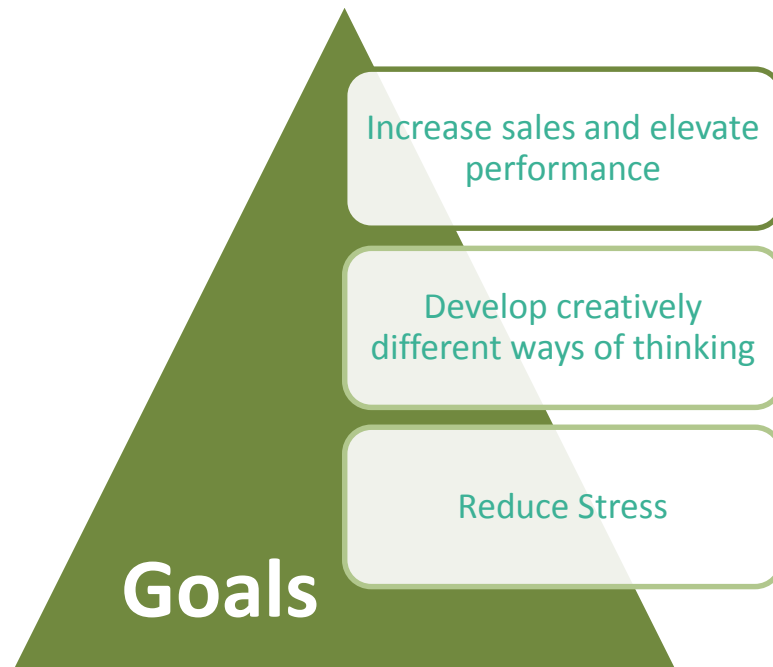 Increase sales and elevate
performance
Develop creatively
different ways of thinking
Reduce Stress
Goals